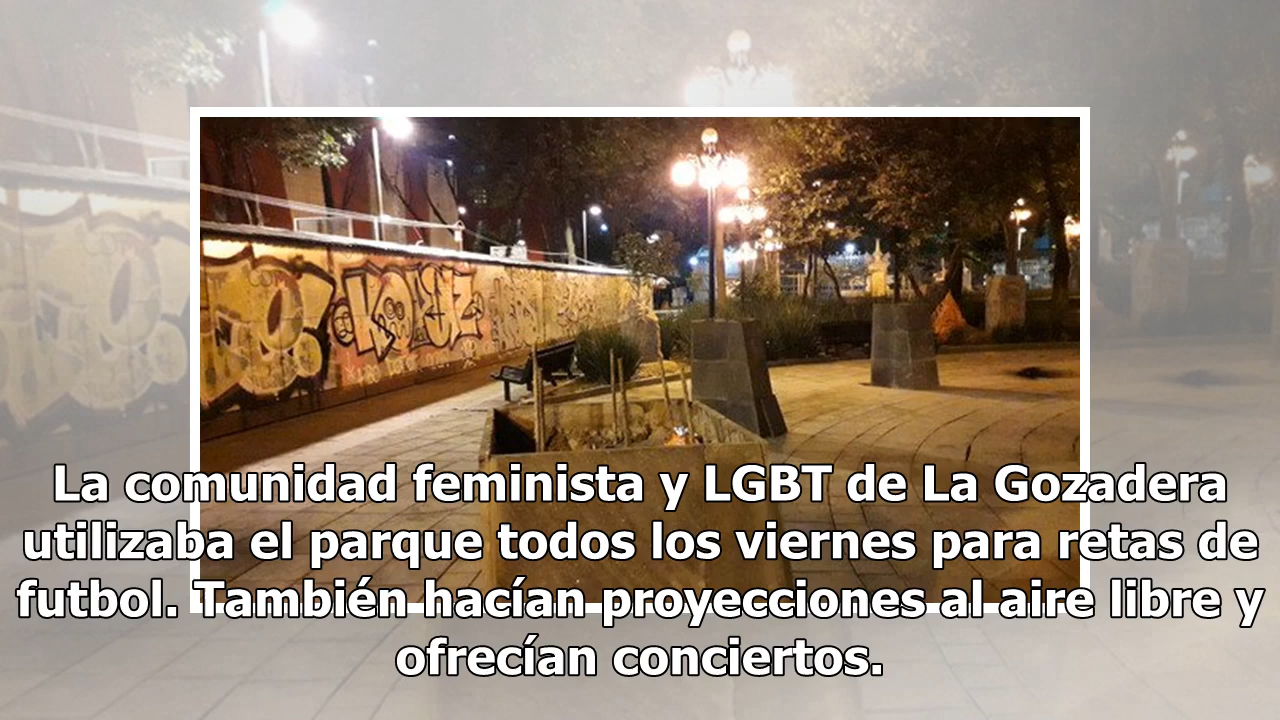 La comunidad feminista y LGBT de La Gozadera
utilizaba el parque todos los viernes para retas de
futbol. También hacían proyecciones al aire libre y
ofrecían conciertos.